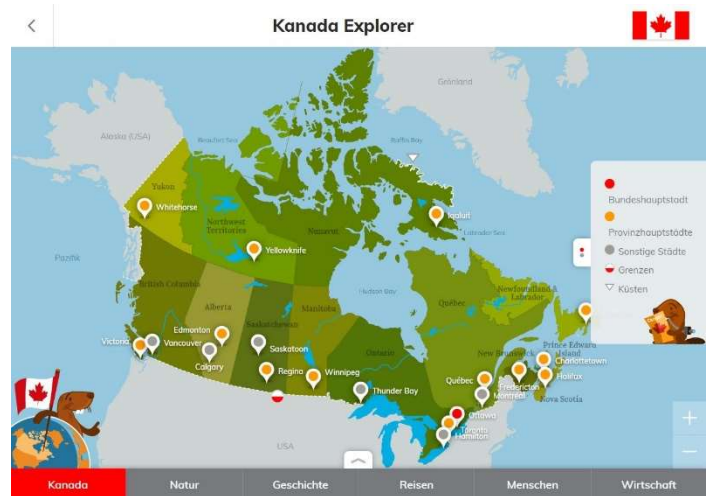 Kanada Explorer
Grönland
Alaska (USA)
Beaufort Sea
Baffin Bay
Yukon
Whitehorse
Northwest
Territories
Nunavut
Iqaluit
Labrador Sea
Yellowknife
Pazifik
Hudson Bay
British Columbia
Alberta
Saskatchewan
Manitoba
Ontario
Québec
Newfoundland &
Labrador
Edmonton
Victoria
Vancouver
Calgary
Saskatoon
Regina
Winnipeg
Thunder Bay
New Brunswick
Prince Edward
Island
Charlottetown
Québec
Fredericton
Halifax
Montréal
Nova Scotia
Ottawa
Toronto
Hamilton
USA
Bundeshauptstadt
Provinzhauptstädte
Sonstige Städte
Grenzen
Küsten
Kanada
Natur
Geschichte
Reisen
Menschen
Wirtschaft